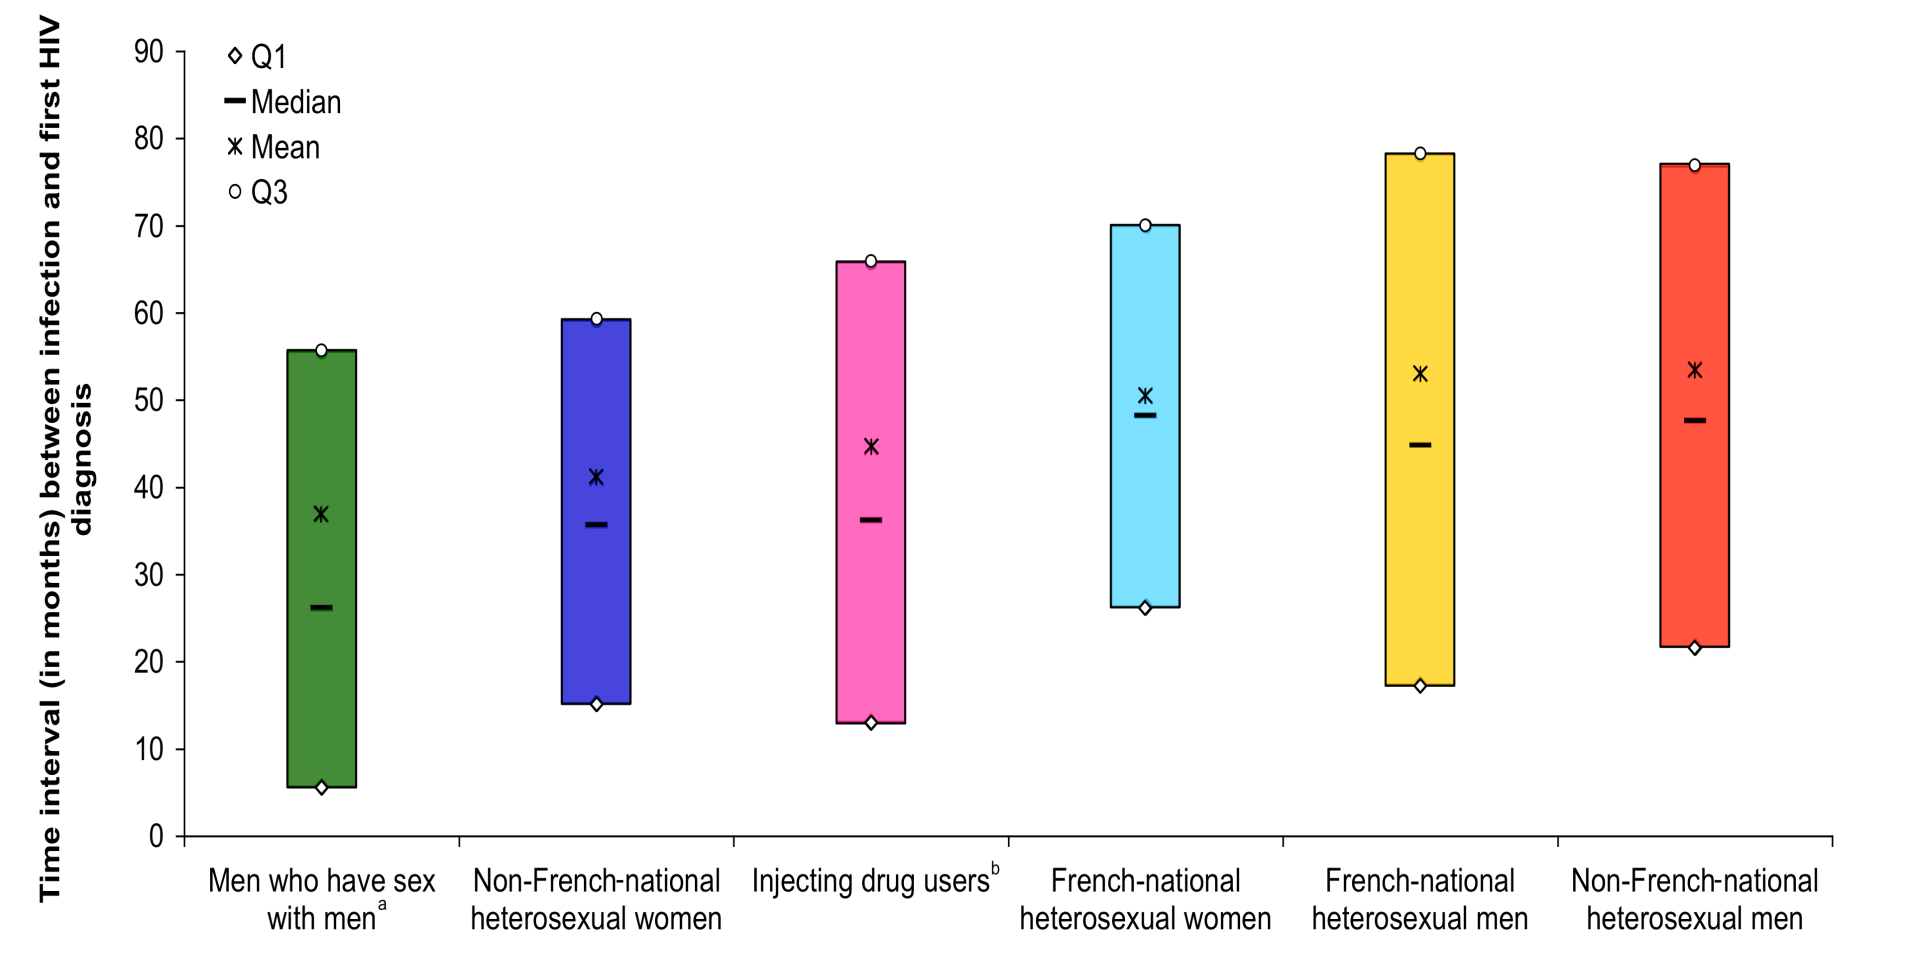 Time interval (in months) between infection and first HIV
diagnosis
90
80
70
60
50
40
30
20
10
0
Q1
Median
Mean
Q3
Men who have sex
with menᵃ
Non-French-national
heterosexual women
Injecting drug usersᵇ
French-national
heterosexual women
French-national
heterosexual men
Non-French-national
heterosexual men